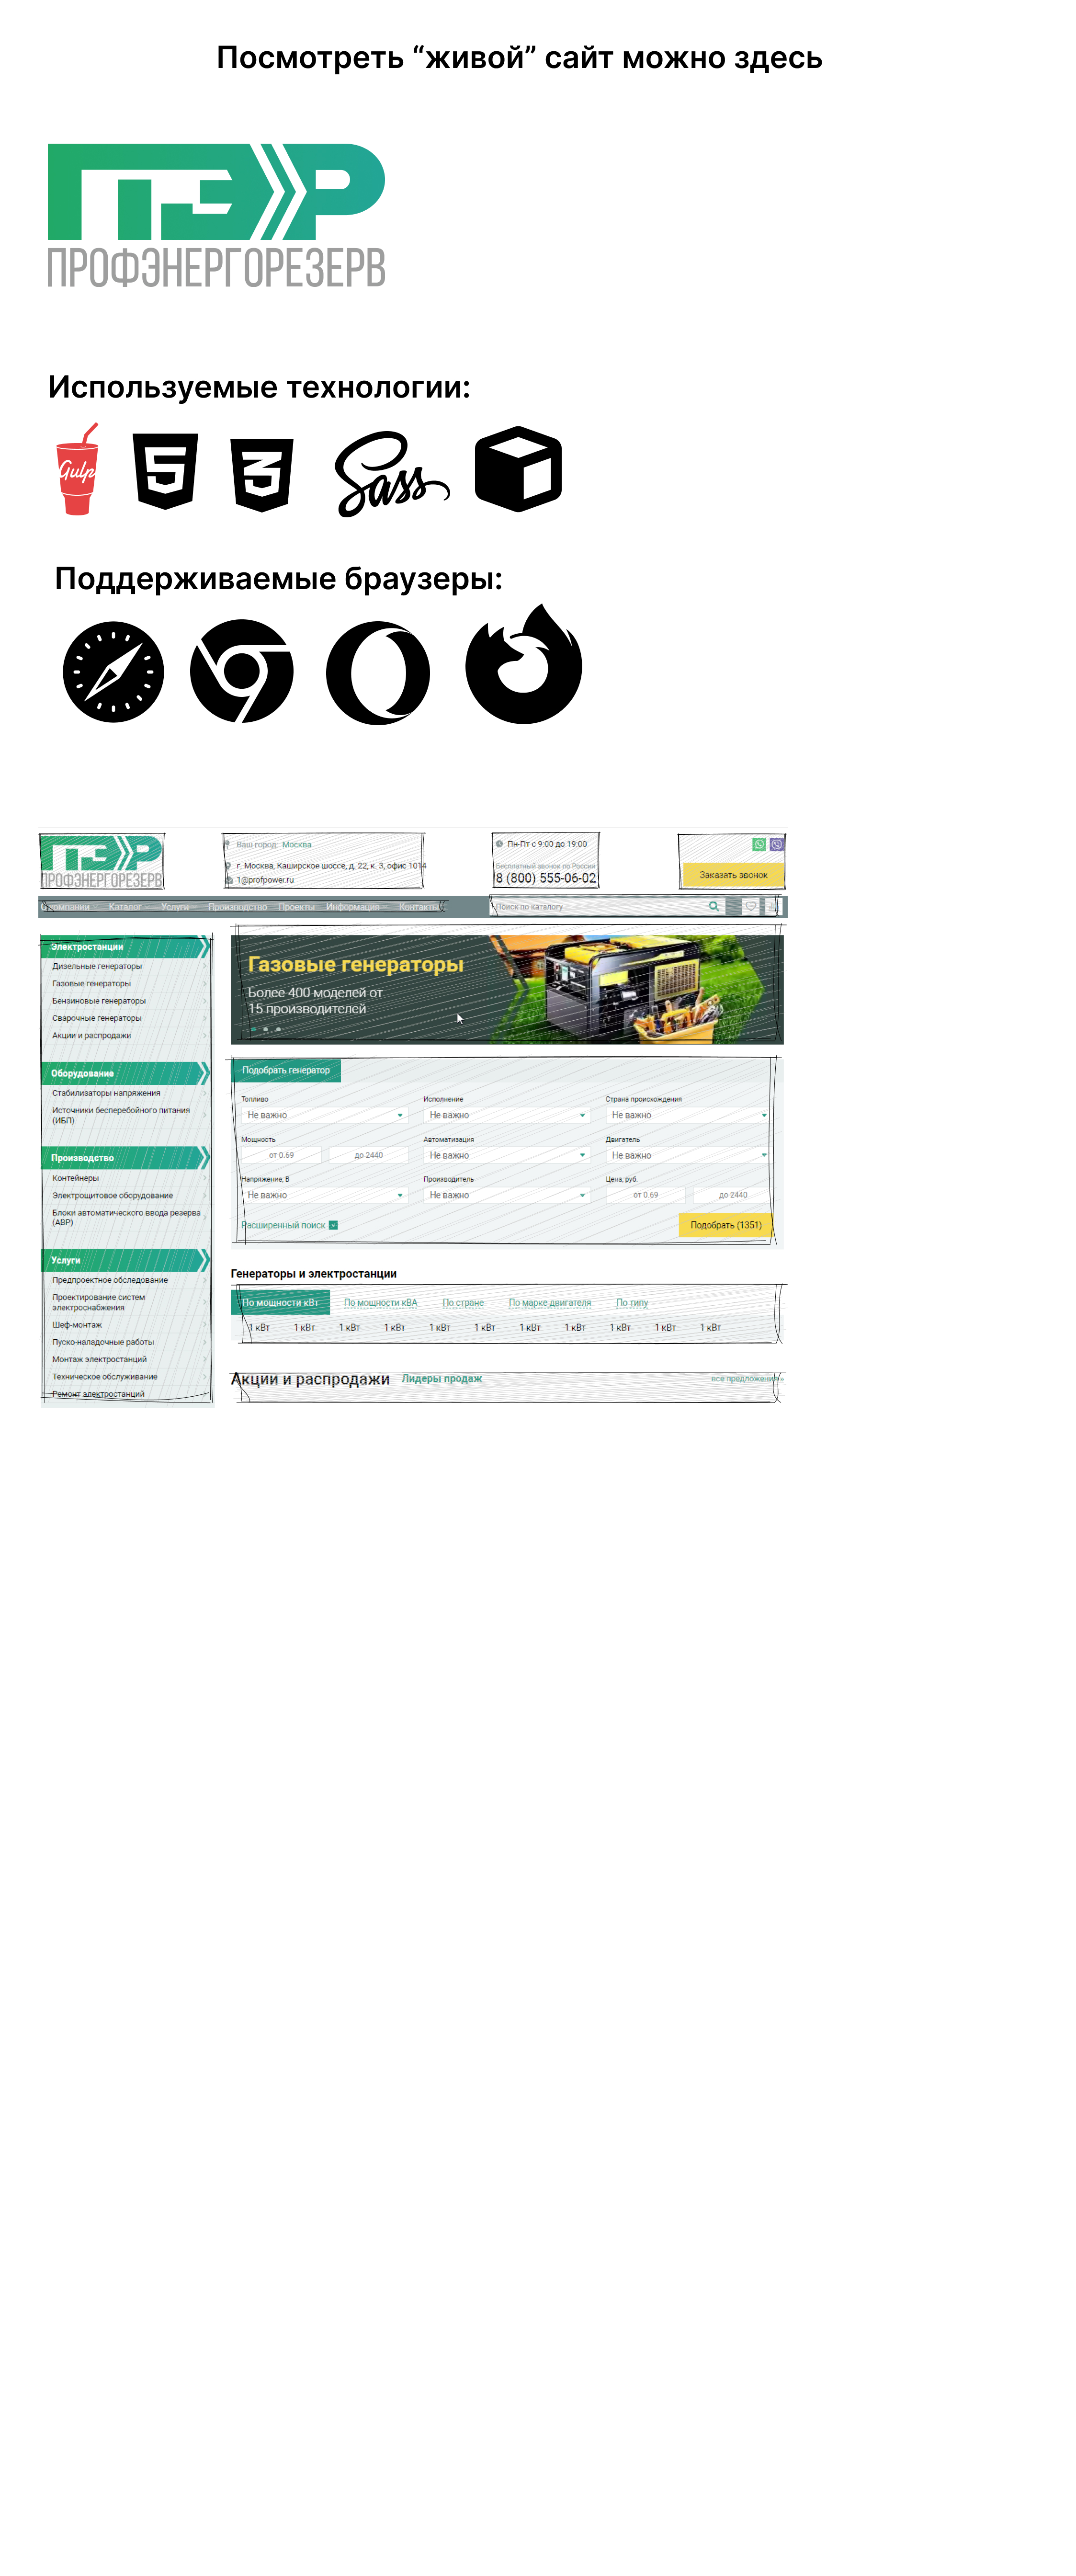 Посмотреть “живой” сайт можно здесь
ПЭР
ПРОФЭНЕРГОРЕЗЕРВ
Используемые технологии:
Gulp
5
3
Sass
Поддерживаемые браузеры:
ПЭР
ПРОФЭНЕРГОРЕЗЕРВ
Ваш город: Москва
г. Москва, Каширское шоссе, д. 22, к. 3, офис 1014
1@profpower.ru
Пн-Пт с 9:00 до 19:00
Бесплатный звонок по России
8 (800) 555-06-02
Заказать звонок
О компании Каталог Услуги Производство Проекты Информация Контакты
Поиск по каталогу
Электростанции
Дизельные генераторы
Газовые генераторы
Бензиновые генераторы
Сварочные генераторы
Акции и распродажи
Оборудование
Стабилизаторы напряжения
Источники бесперебойного питания
(ИБП)
Производство
Контейнеры
Электрощитовое оборудование
Блоки автоматического ввода резерва
(АВР)
Услуги
Предпроектное обследование
Проектирование систем
электроснабжения
Шеф-монтаж
Пуско-наладочные работы
Монтаж электростанций
Техническое обслуживание
Ремонт электростанций
Газовые генераторы
Более 400 моделей от
15 производителей
Подобрать генератор
Топливо Исполнение Страна происхождения
Не важно Не важно Не важно
Мощность Автоматизация Двигатель
от 0.69 до 2440 Не важно Не важно
Напряжение, В Производитель Цена, руб.
Не важно Не важно от 0.69 до 2440
Расширенный поиск
Подобрать (1351)
Генераторы и электростанции
По мощности кВт По мощности кВА По стране По марке двигателя По типу
1 кВт 1 кВт 1 кВт 1 кВт 1 кВт 1 кВт 1 кВт 1 кВт 1 кВт 1 кВт 1 кВт
Акции и распродажи Лидеры продаж все предложения »